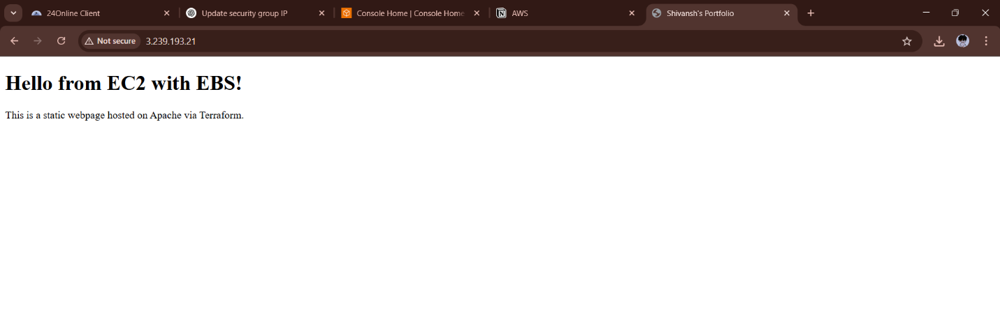 24Online Client
Update security group IP
Console Home | Console Home
AWS
Shivansh's Portfolio
Not secure
3.239.193.21
Hello from EC2 with EBS!
This is a static webpage hosted on Apache via Terraform.